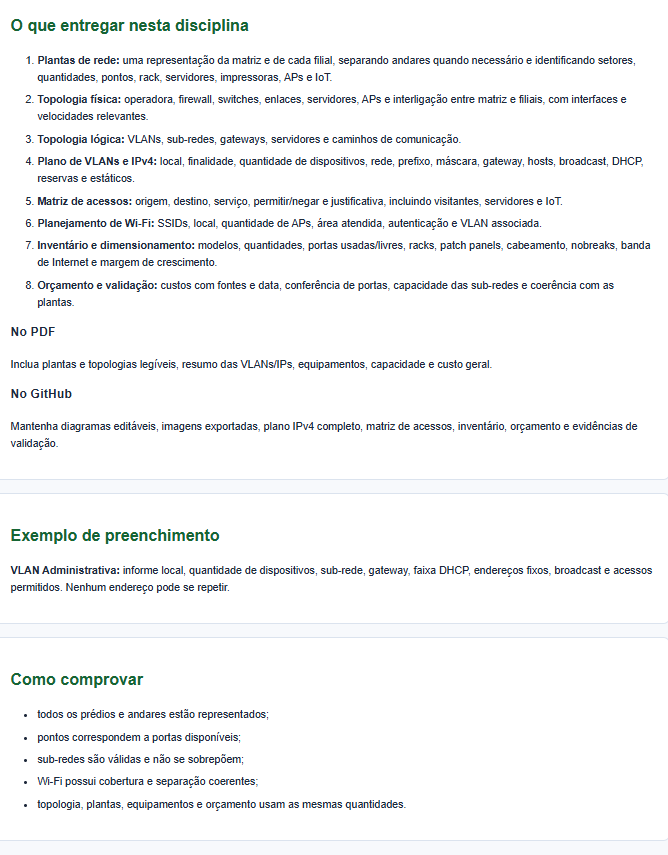 O que entregar nesta disciplina
1. Plantas de rede: uma representação da matriz e de cada filial, separando andares quando necessário e identificando setores,
quantidades, pontos, rack, servidores, impressoras, APs e IoT.
2. Topologia física: operadora, firewall, switches, enlaces, servidores, APs e interligação entre matriz e filiais, com interfaces e
velocidades relevantes.
3. Topologia lógica: VLANs, sub-redes, gateways, servidores e caminhos de comunicação.
4. Plano de VLANs e IPv4: local, finalidade, quantidade de dispositivos, rede, prefixo, máscara, gateway, hosts, broadcast, DHCP,
reservas e estáticos.
5. Matriz de acessos: origem, destino, serviço, permitir/negar e justificativa, incluindo visitantes, servidores e IoT.
6. Planejamento de Wi-Fi: SSIDs, local, quantidade de APs, área atendida, autenticação e VLAN associada.
7. Inventário e dimensionamento: modelos, quantidades, portas usadas/livres, racks, patch panels, cabeamento, nobreaks, banda
de Internet e margem de crescimento.
8. Orçamento e validação: custos com fontes e data, conferência de portas, capacidade das sub-redes e coerência com as
plantas.
No PDF
Inclua plantas e topologias legíveis, resumo das VLANs/IPs, equipamentos, capacidade e custo geral.
No GitHub
Mantenha diagramas editáveis, imagens exportadas, plano IPv4 completo, matriz de acessos, inventário, orçamento e evidências de
validação.
Exemplo de preenchimento
VLAN Administrativa: informe local, quantidade de dispositivos, sub-rede, gateway, faixa DHCP, endereços fixos, broadcast e acessos
permitidos. Nenhum endereço pode se repetir.
Como comprovar
• todos os prédios e andares estão representados;
• pontos correspondem a portas disponíveis;
• sub-redes são válidas e não se sobrepõem;
• Wi-Fi possui cobertura e separação coerentes;
• topologia, plantas, equipamentos e orçamento usam as mesmas quantidades.